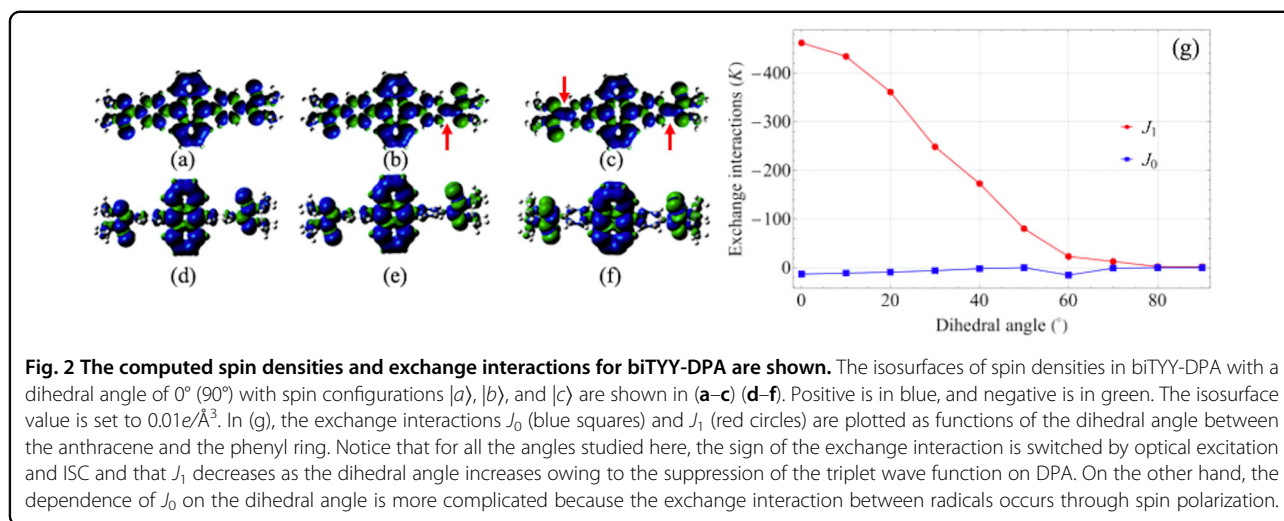 (a)
(b)
(c)
(d)
(e)
(f)
(g)
Exchange interactions (K)
−400
−300
−200
−100
0
J1
J0
0
20
40
60
80
Dihedral angle (°)
Fig. 2 The computed spin densities and exchange interactions for biTYY-DPA are shown. The isosurfaces of spin densities in biTYY-DPA with a
dihedral angle of 0° (90°) with spin configurations |a⟩, |b⟩, and |c⟩ are shown in (a–c) (d–f). Positive is in blue, and negative is in green. The isosurface
value is set to 0.01e/Å³. In (g), the exchange interactions J0 (blue squares) and J1 (red circles) are plotted as functions of the dihedral angle between
the anthracene and the phenyl ring. Notice that for all the angles studied here, the sign of the exchange interaction is switched by optical excitation
and ISC and that J1 decreases as the dihedral angle increases owing to the suppression of the triplet wave function on DPA. On the other hand, the
dependence of J0 on the dihedral angle is more complicated because the exchange interaction between radicals occurs through spin polarization.